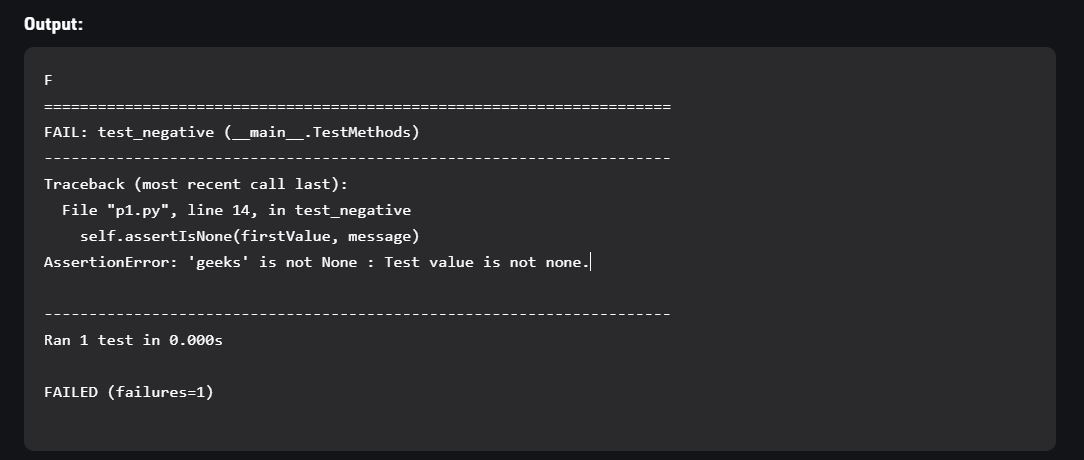 Output:
F
======================================================================
FAIL: test_negative (__main__.TestMethods)
----------------------------------------------------------------------
Traceback (most recent call last):
  File "p1.py", line 14, in test_negative
    self.assertIsNone(firstValue, message)
AssertionError: 'geeks' is not None : Test value is not none.
----------------------------------------------------------------------
Ran 1 test in 0.000s
FAILED (failures=1)